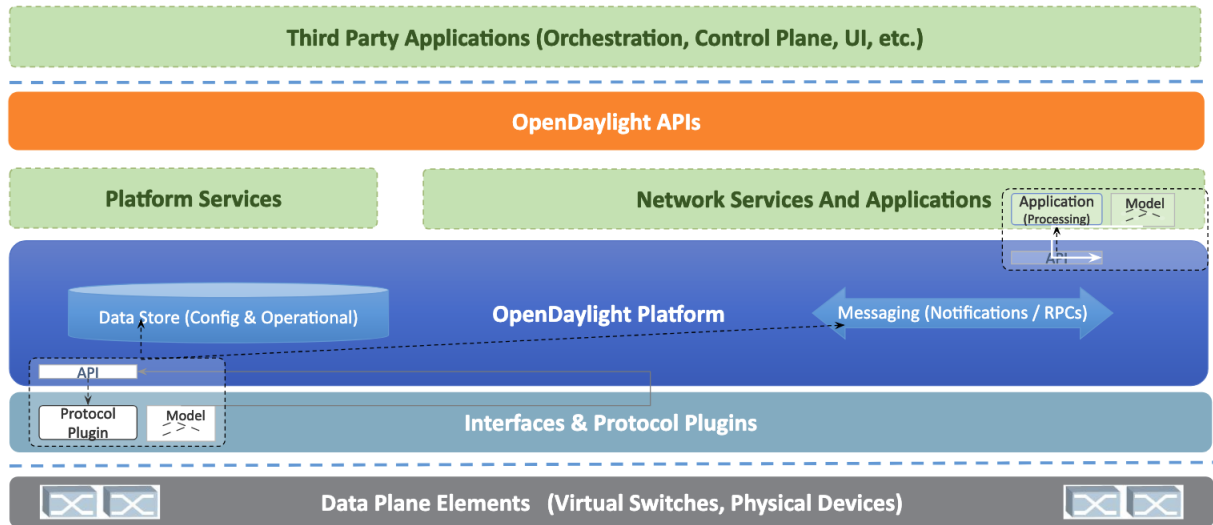 Third Party Applications (Orchestration, Control Plane, UI, etc.)
OpenDaylight APIs
Platform Services
Network Services And Applications
Application
(Processing)
Model
API
Data Store (Config & Operational)
OpenDaylight Platform
Messaging (Notifications / RPCs)
API
Protocol
Plugin
Model
Interfaces & Protocol Plugins
Data Plane Elements (Virtual Switches, Physical Devices)